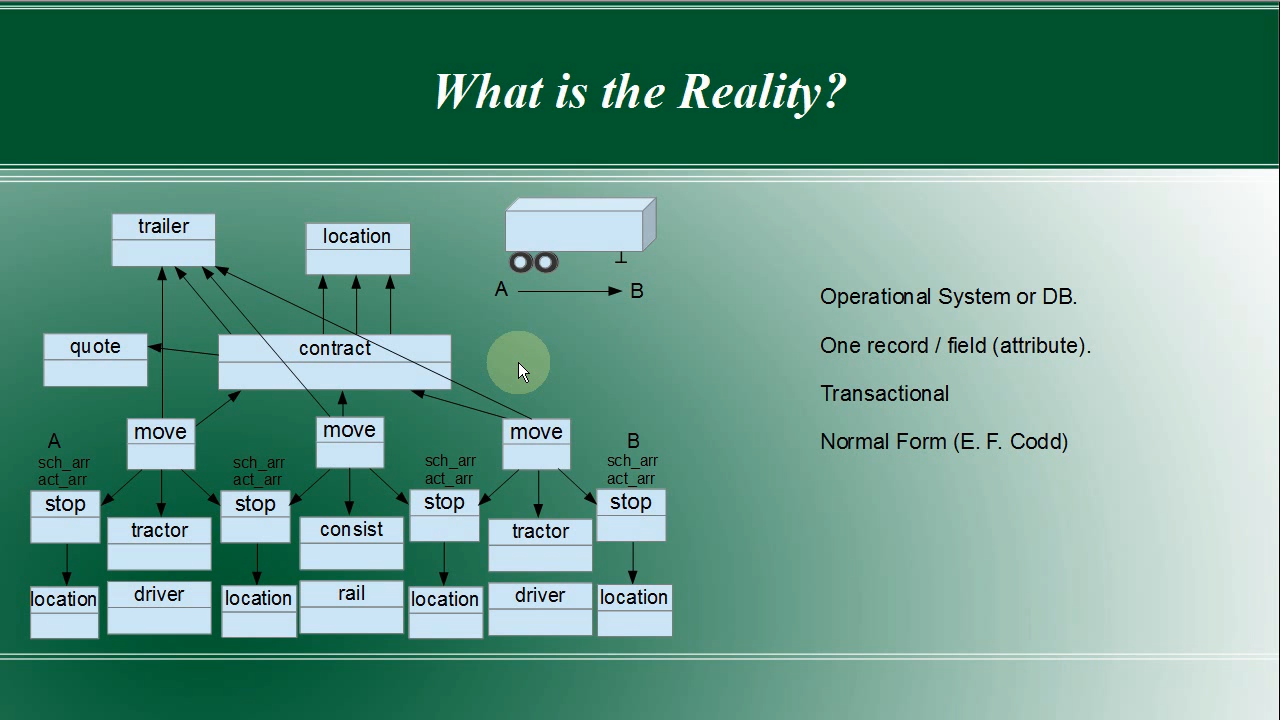 What is the Reality?
trailer
location
A
B
quote
contract
move
move
move
A
sch_arr
act_arr
sch_arr
act_arr
sch_arr
act_arr
B
sch_arr
act_arr
stop
stop
stop
stop
tractor
consist
tractor
location
driver
location
rail
location
driver
location
Operational System or DB.
One record / field (attribute).
Transactional
Normal Form (E. F. Codd)